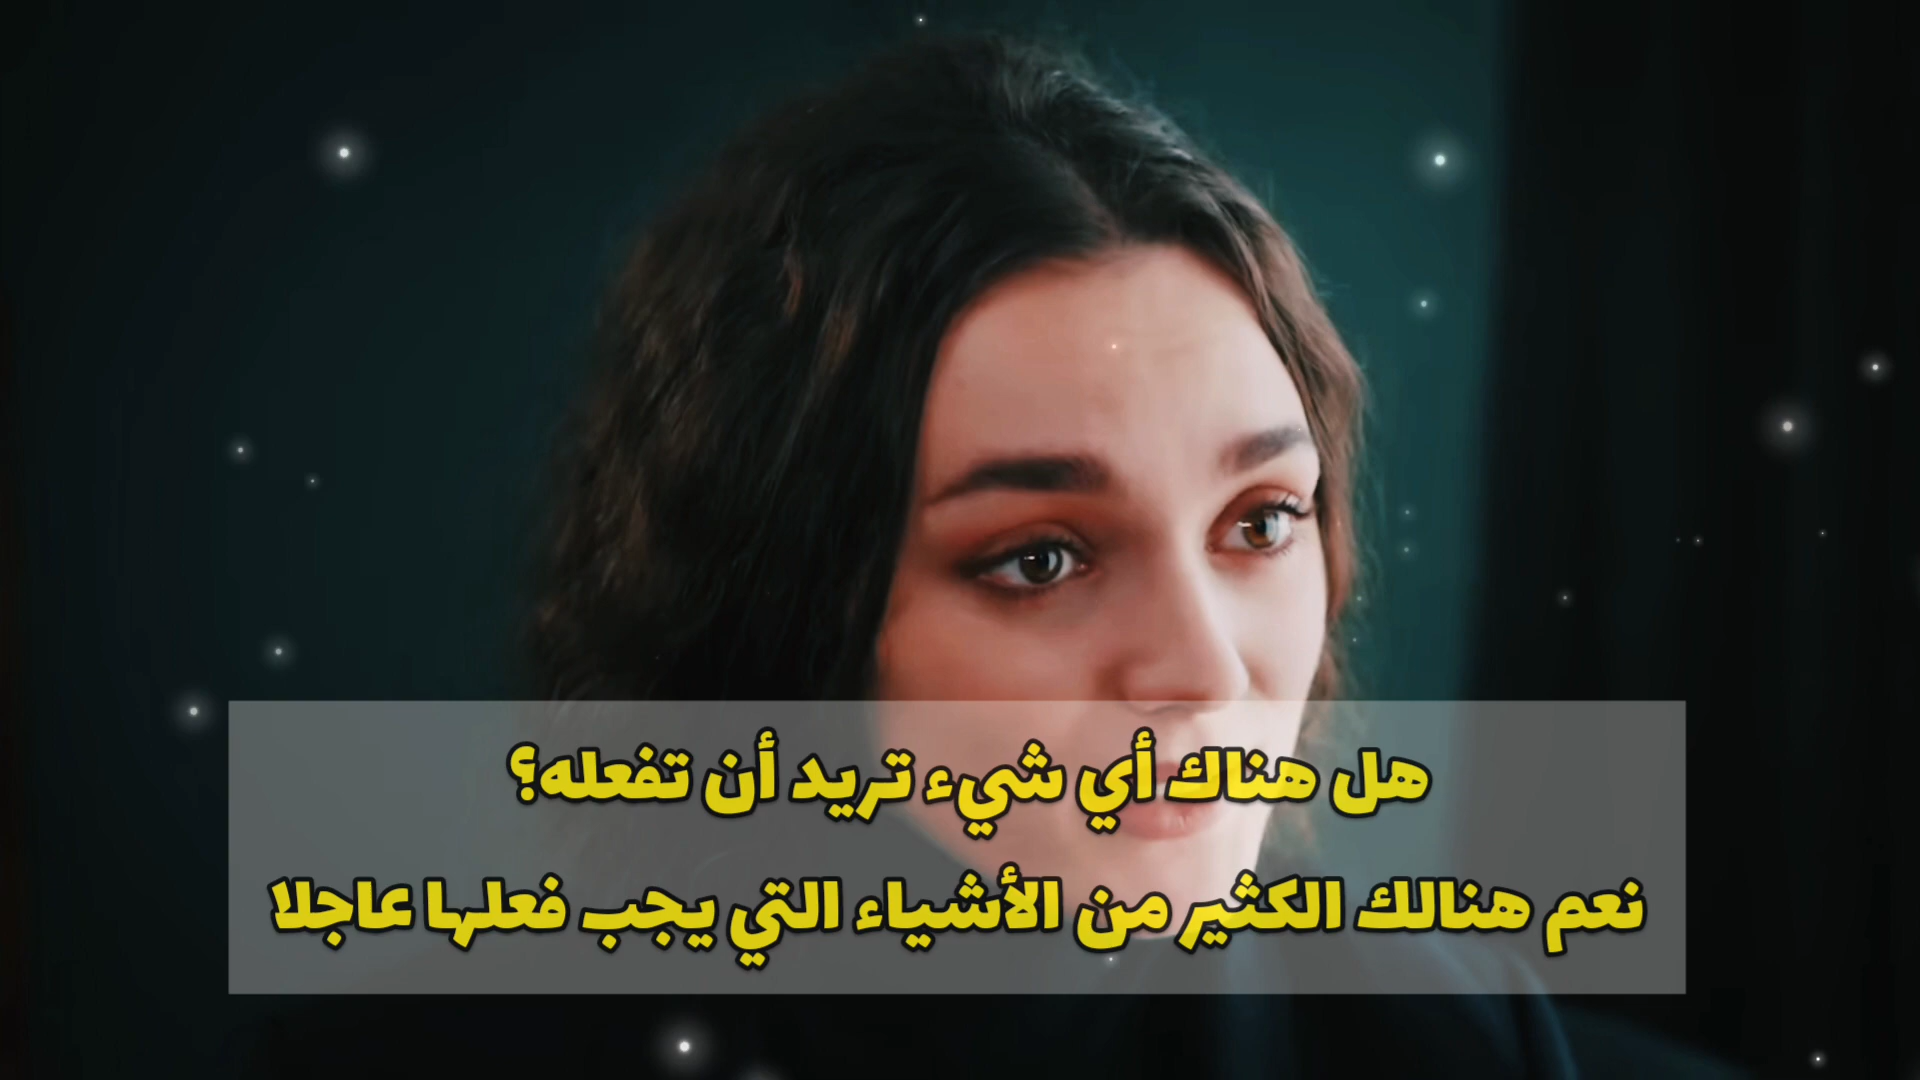 هل هناك أي شيء تريد أن تفعله؟
نعم هنالك الكثير من الأشياء التي يجب فعلها عاجلا